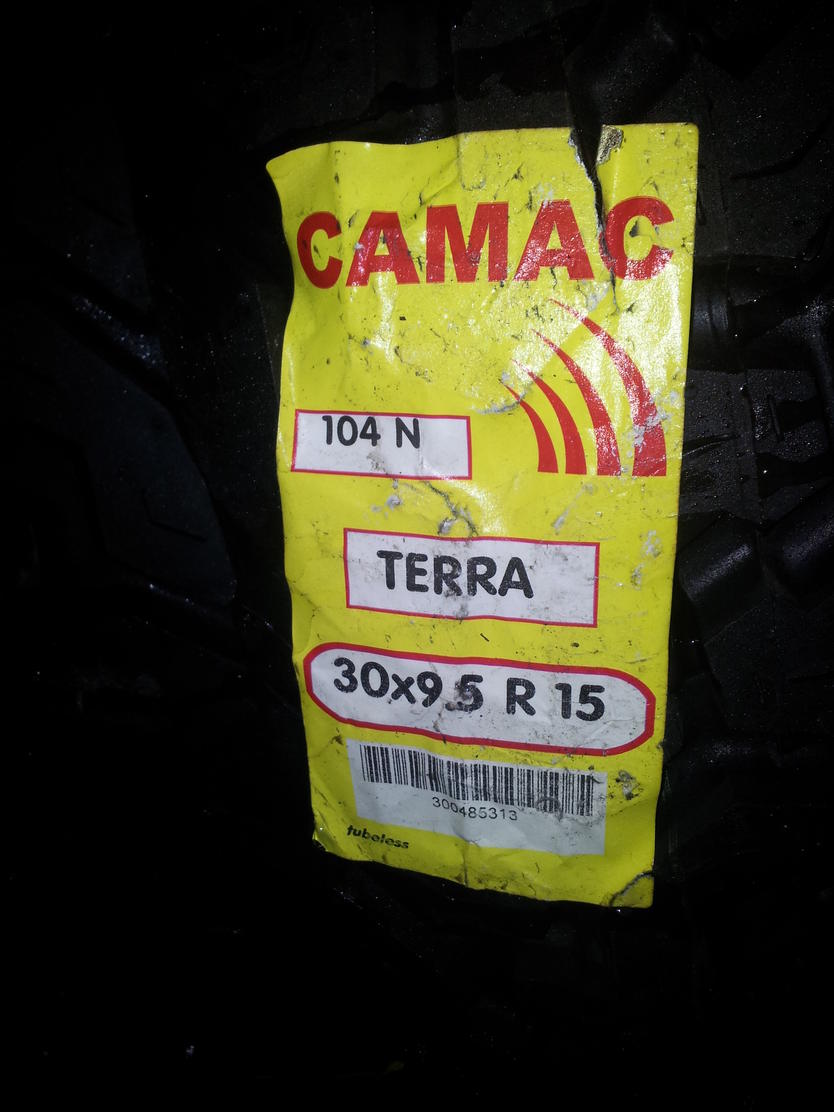 CAMAC
104 N
TERRA
30x9.5 R 15
300485313
tubeless